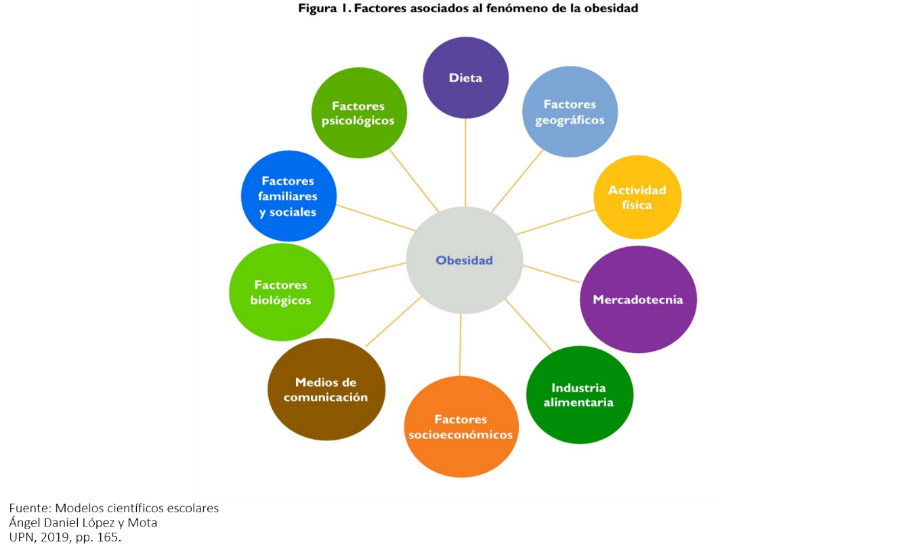 Figura 1. Factores asociados al fenómeno de la obesidad
Dieta
Factores
geográficos
Actividad
física
Mercadotecnia
Industria
alimentaria
Factores
socioeconómicos
Medios de
comunicación
Factores
biológicos
Factores
familiares
y sociales
Factores
psicológicos
Obesidad
Fuente: Modelos científicos escolares
Ángel Daniel López y Mota
UPN, 2019, pp. 165.